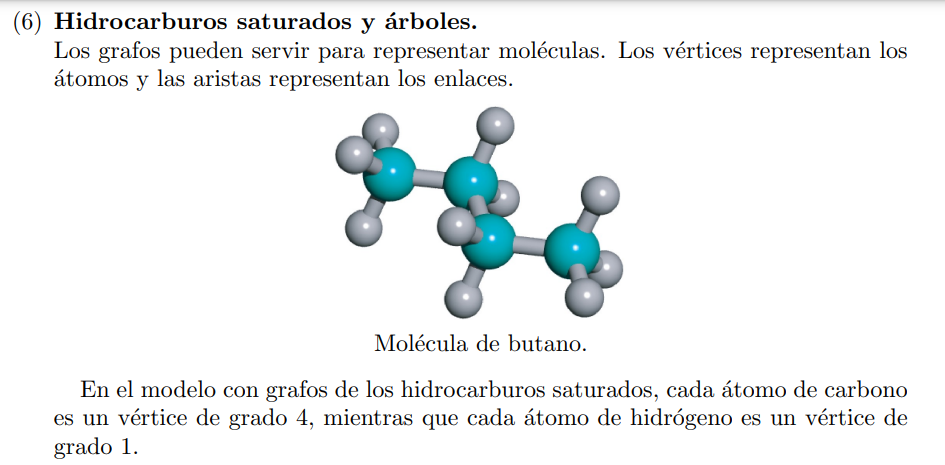 (6) Hidrocarburos saturados y árboles.
Los grafos pueden servir para representar moléculas. Los vértices representan los
átomos y las aristas representan los enlaces.
Molécula de butano.
En el modelo con grafos de los hidrocarburos saturados, cada átomo de carbono
es un vértice de grado 4, mientras que cada átomo de hidrógeno es un vértice de
grado 1.